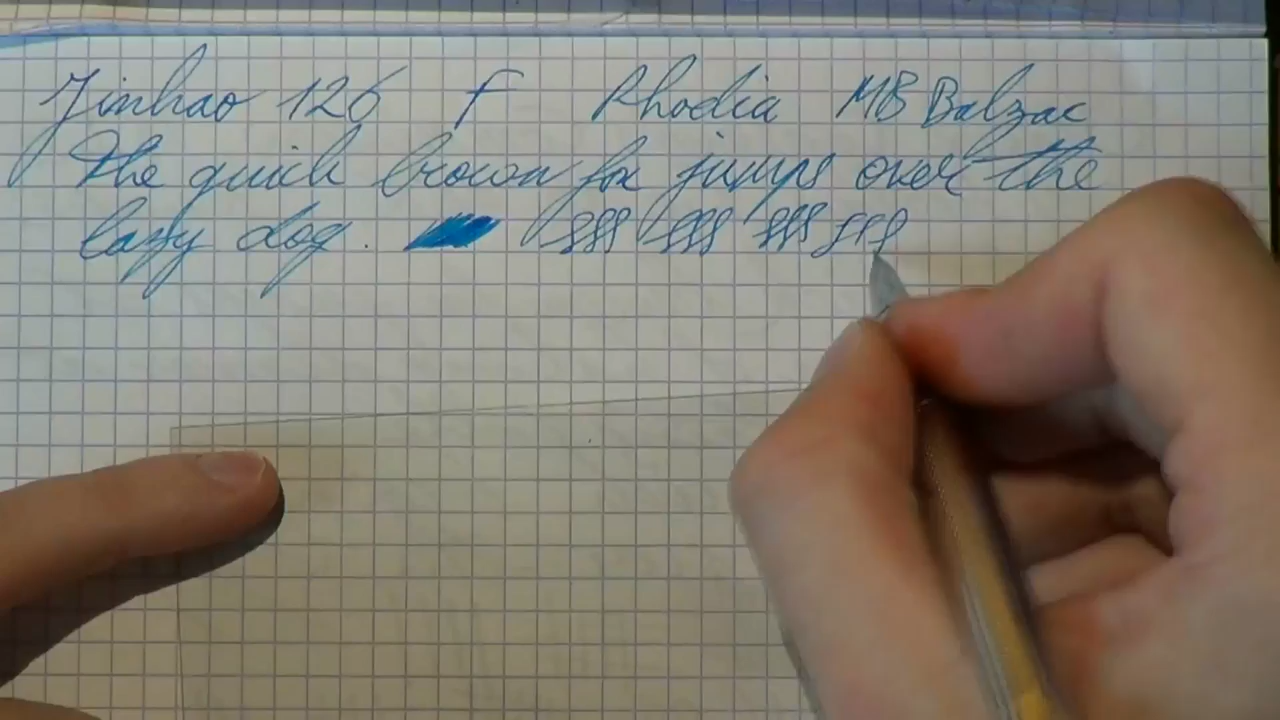 Jinhao 126 F Rhodia MB Balzac
The quick brown fox jumps over the
lazy dog.